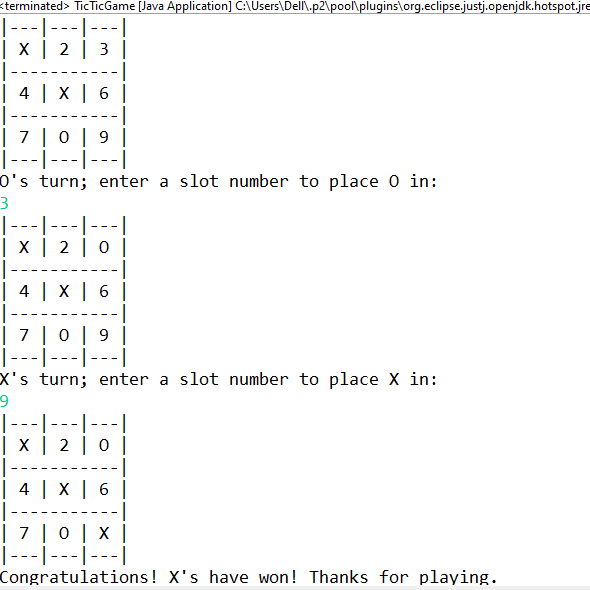 <terminated> TicTicGame [Java Application] C:\Users\Dell\.p2\pool\plugins\org.eclipse.justj.openjdk.hotspot.jre
|---|---|---|
| X | 2 | 3 |
|-----------|
| 4 | X | 6 |
|-----------|
| 7 | O | 9 |
|---|---|---|
O's turn; enter a slot number to place O in:
3
|---|---|---|
| X | 2 | O |
|-----------|
| 4 | X | 6 |
|-----------|
| 7 | O | 9 |
|---|---|---|
X's turn; enter a slot number to place X in:
9
|---|---|---|
| X | 2 | O |
|-----------|
| 4 | X | 6 |
|-----------|
| 7 | O | X |
|---|---|---|
Congratulations! X's have won! Thanks for playing.